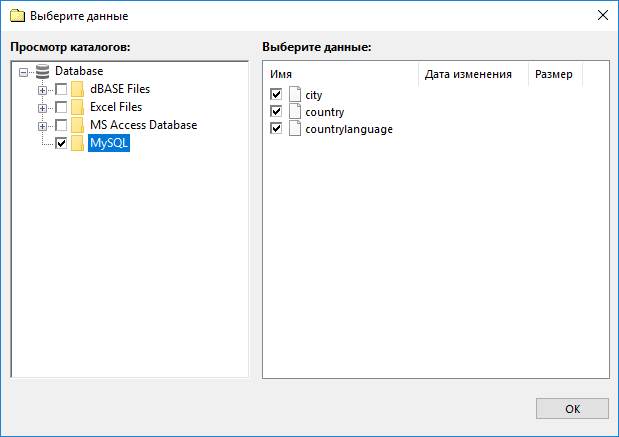 Выберите данные
Просмотр каталогов:
Database
dBASE Files
Excel Files
MS Access Database
MySQL
Выберите данные:
Имя Дата изменения Размер
city
country
countrylanguage
OK